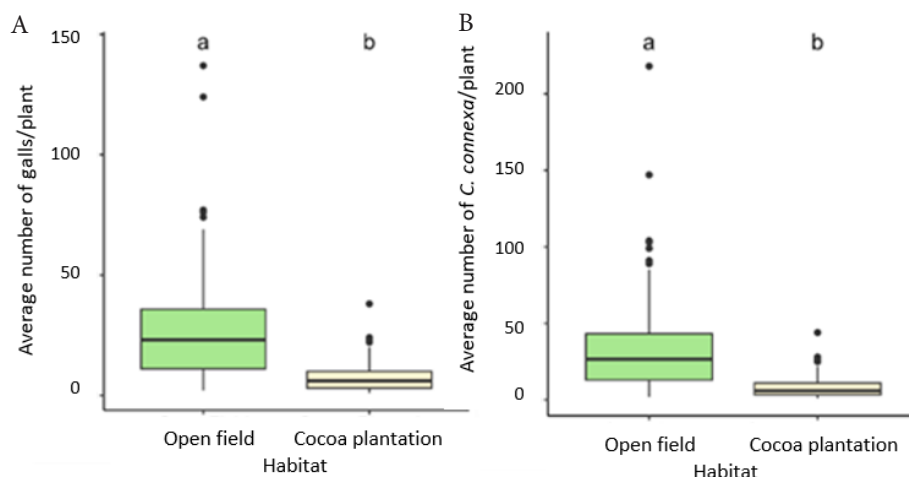 A
Average number of galls/plant
150
100
50
0
a
b
Open field
Cocoa plantation
Habitat
B
Average number of C. connexa/plant
200
150
100
50
0
a
b
Open field
Cocoa plantation
Habitat